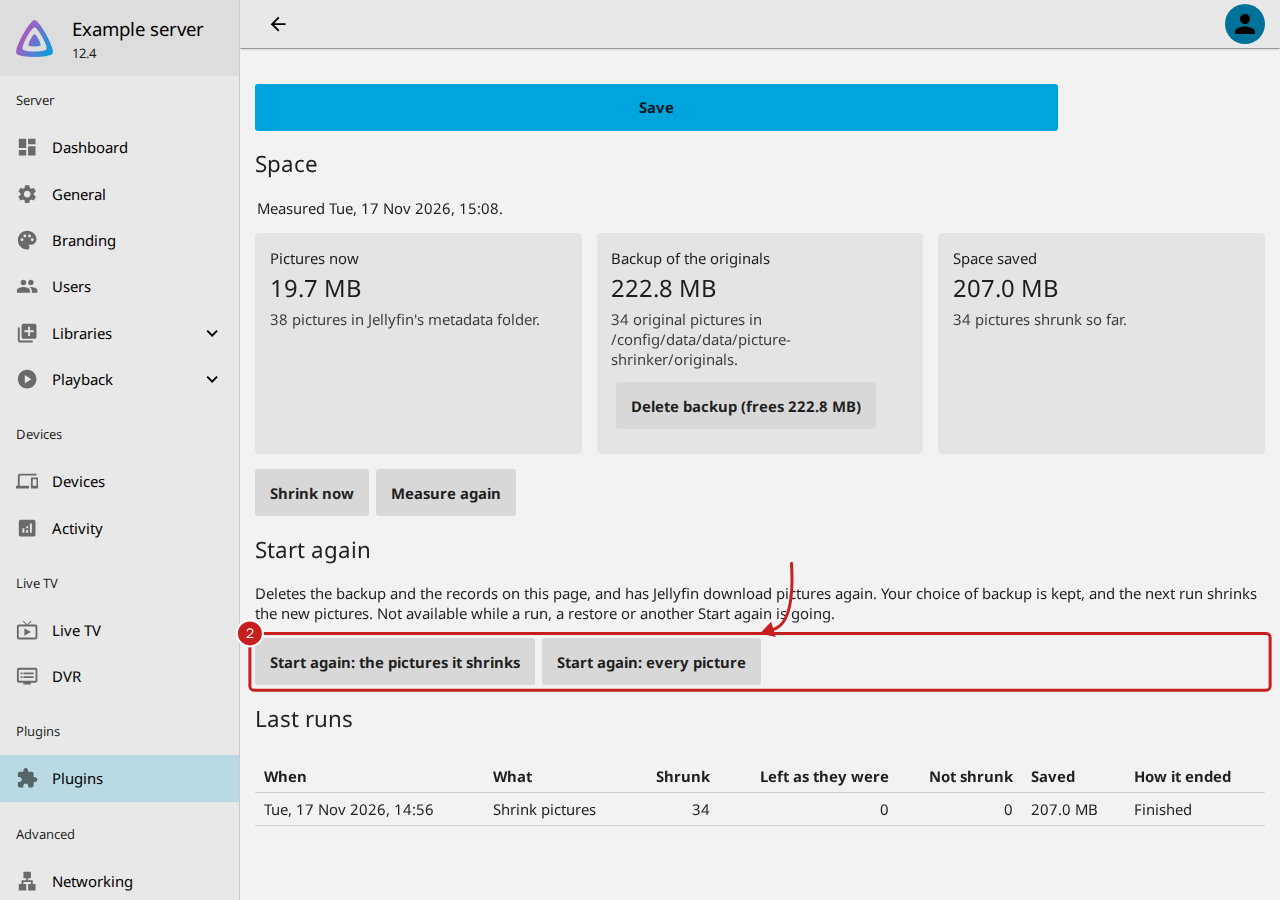 Example server
12.4
Server
Dashboard
General
Branding
Users
Libraries
Playback
Devices
Devices
Activity
Live TV
Live TV
DVR
Plugins
Plugins
Advanced
Networking
Save
Space
Measured Tue, 17 Nov 2026, 15:08.
Pictures now
19.7 MB
38 pictures in Jellyfin's metadata folder.
Backup of the originals
222.8 MB
34 original pictures in
/config/data/data/picture-
shrinker/originals.
Delete backup (frees 222.8 MB)
Space saved
207.0 MB
34 pictures shrunk so far.
Shrink now
Measure again
Start again
Deletes the backup and the records on this page, and has Jellyfin download pictures again. Your choice of backup is kept, and the next run shrinks
the new pictures. Not available while a run, a restore or another Start again is going.
2
Start again: the pictures it shrinks
Start again: every picture
Last runs
When What Shrunk Left as they were Not shrunk Saved How it ended
Tue, 17 Nov 2026, 14:56 Shrink pictures 34 0 0 207.0 MB Finished